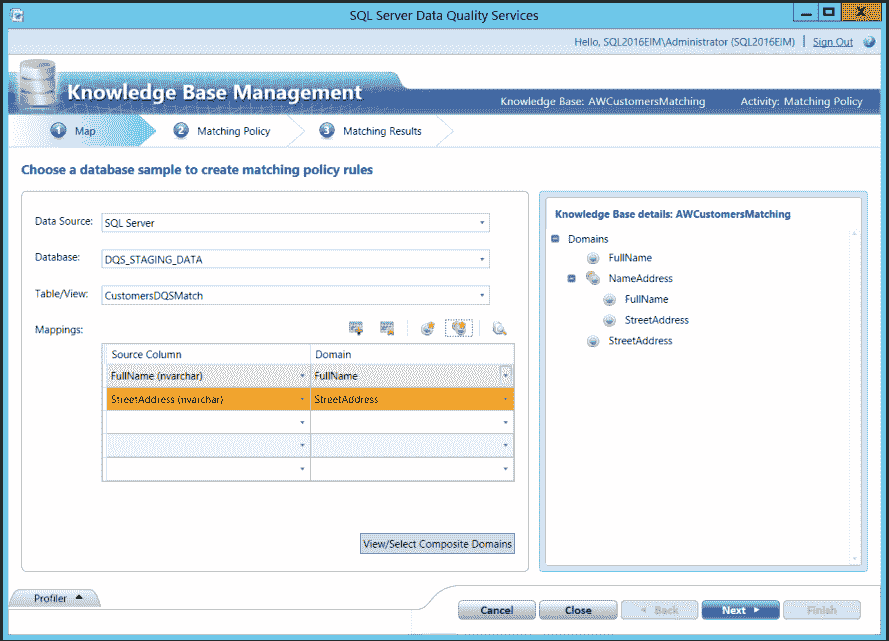 SQL Server Data Quality Services
Hello, SQL2016EIM\Administrator (SQL2016EIM) | Sign Out
Knowledge Base Management
Knowledge Base: AWCustomersMatching Activity: Matching Policy
1 Map 2 Matching Policy 3 Matching Results
Choose a database sample to create matching policy rules
Data Source: SQL Server
Database: DQS_STAGING_DATA
Table/View: CustomersDQSMatch
Mappings:
Source Column Domain
FullName (nvarchar) FullName
StreetAddress (nvarchar) StreetAddress
View/Select Composite Domains
Knowledge Base details: AWCustomersMatching
Domains
FullName
NameAddress
FullName
StreetAddress
StreetAddress
Profiler
Cancel Close Back Next Finish